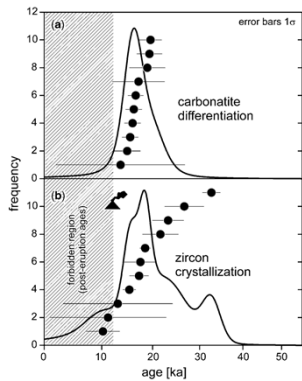 (a)
error bars 1σ
12
10
8
6
4
2
0
carbonatite
differentiation
frequency
(b)
10
8
6
4
2
0
forbidden region
(post-eruption ages)
zircon
crystallization
0 10 20 30 40 50
age [ka]